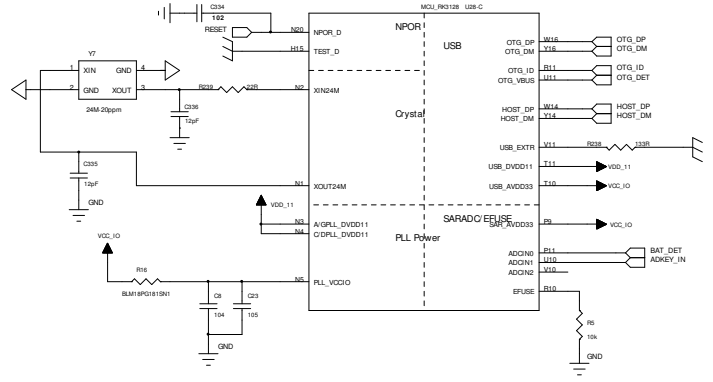 MCU_RK3128 U28-C
C334
102
RESET
N20 NPOR_D NPOR
H15 TEST_D
USB
OTG_DP W16 OTG_DP
OTG_DM Y16 OTG_DM
OTG_ID R11 OTG_ID
OTG_VBUS U11 OTG_DET
Y7
1 XIN GND 4
2 GND XOUT 3
24M-20ppm
R239 22R
N2 XIN24M
C336
12pF
Crystal
HOST_DP W14 HOST_DP
HOST_DM Y14 HOST_DM
USB_EXTR V11 R238 133R
USB_DVDD11 T11 VDD_11
USB_AVDD33 T10 VCC_IO
C335
12pF
GND
N1 XOUT24M
VDD_11
N3 A/GPLL_DVDD11
N4 C/DPLL_DVDD11
PLL Power
SARADC/EFUSE
SAR_AVDD33 P9 VCC_IO
VCC_IO
R16
BLM18PG181SN1
N5 PLL_VCCIO
C8
104
C23
105
GND
ADCIN0 P11 BAT_DET
ADCIN1 U10 ADKEY_IN
ADCIN2 V10
EFUSE R10
R5
10k
GND